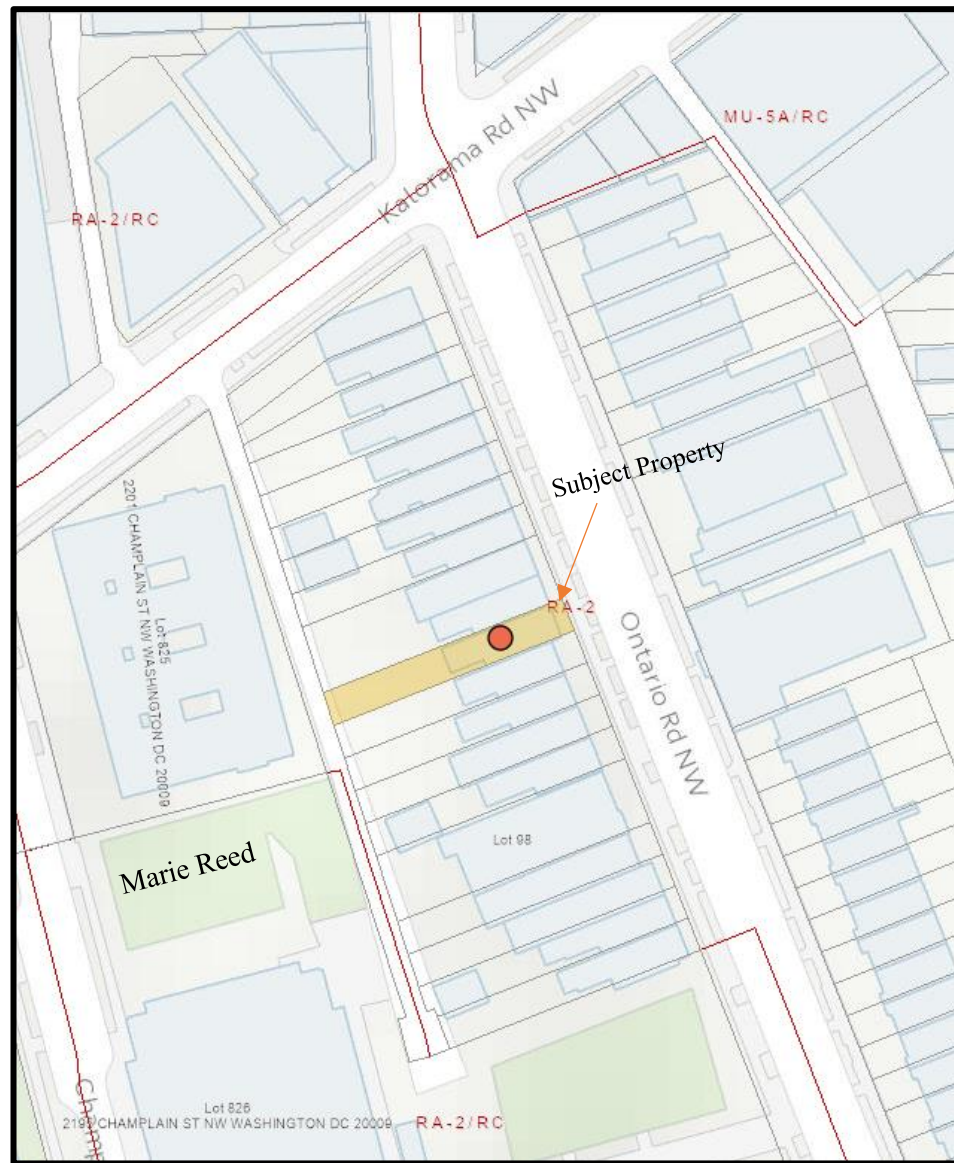 MU-5A/RC
Kalorama Rd NW
RA-2/RC
Subject Property
2201 CHAMPLAIN ST NW WASHINGTON DC 20009
Lot 825
RA-2
Ontario Rd NW
Lot 98
Marie Reed
Champ
Lot 826
2195 CHAMPLAIN ST NW WASHINGTON DC 20009
RA-2/RC